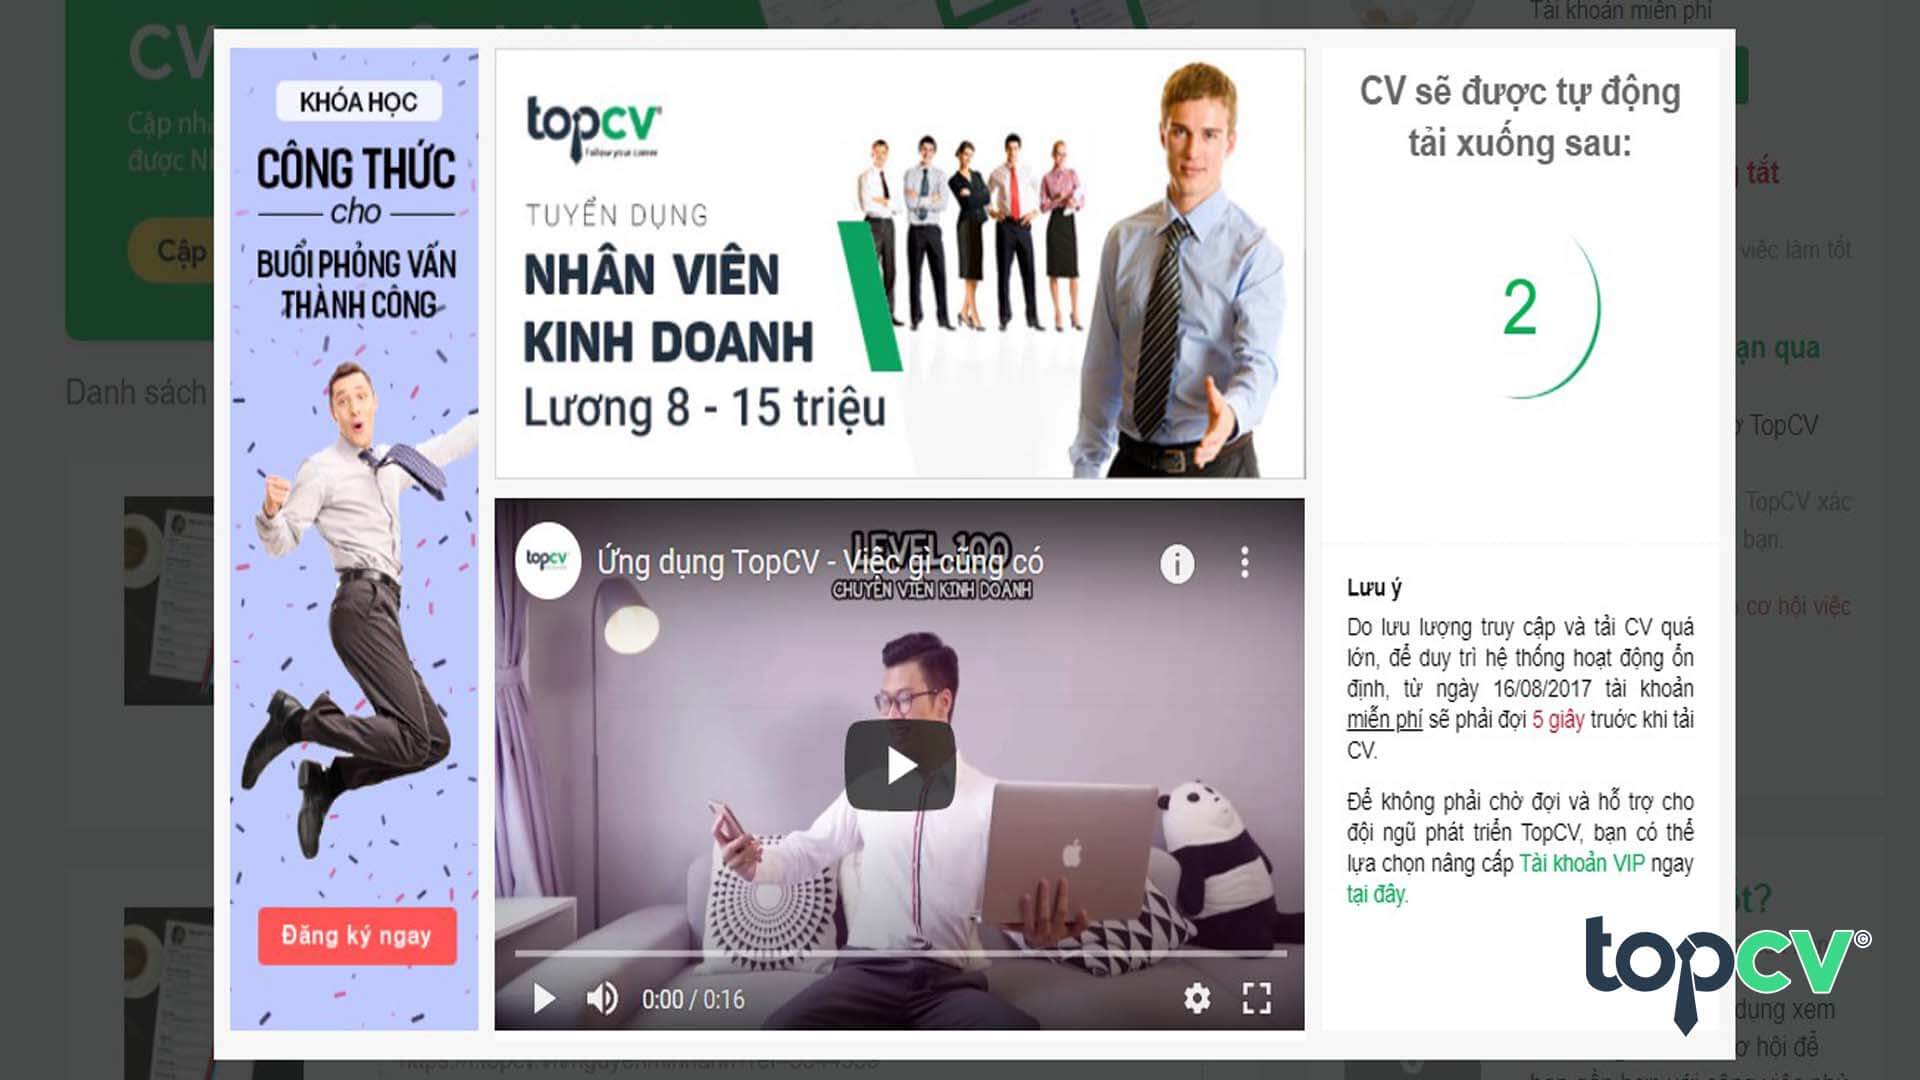 CV
Cập nh
được N
Cập
Danh sách
KHÓA HỌC
CÔNG THỨC
cho
BUỔI PHỎNG VẤN
THÀNH CÔNG
Đăng ký ngay
topcv
Follow your career
TUYỂN DỤNG
NHÂN VIÊN
KINH DOANH
Lương 8 - 15 triệu
topcv
Ứng dụng TopCV - Việc gì cũng có
LEVEL 100
CHUYÊN VIÊN KINH DOANH
0:00 / 0:16
CV sẽ được tự động
tải xuống sau:
2
Lưu ý
Do lưu lượng truy cập và tải CV quá
lớn, để duy trì hệ thống hoạt động ổn
định, từ ngày 16/08/2017 tài khoản
miễn phí sẽ phải đợi 5 giây trước khi tải
CV.
Để không phải chờ đợi và hỗ trợ cho
đội ngũ phát triển TopCV, bạn có thể
lựa chọn nâng cấp Tài khoản VIP ngay
tại đây.
Tài khoản miễn phí
tắt
việc làm tốt
ạn qua
TopCV
TopCV xác
bạn.
cơ hội việc
ột?
topcv©
dụng xem
ơ hội để